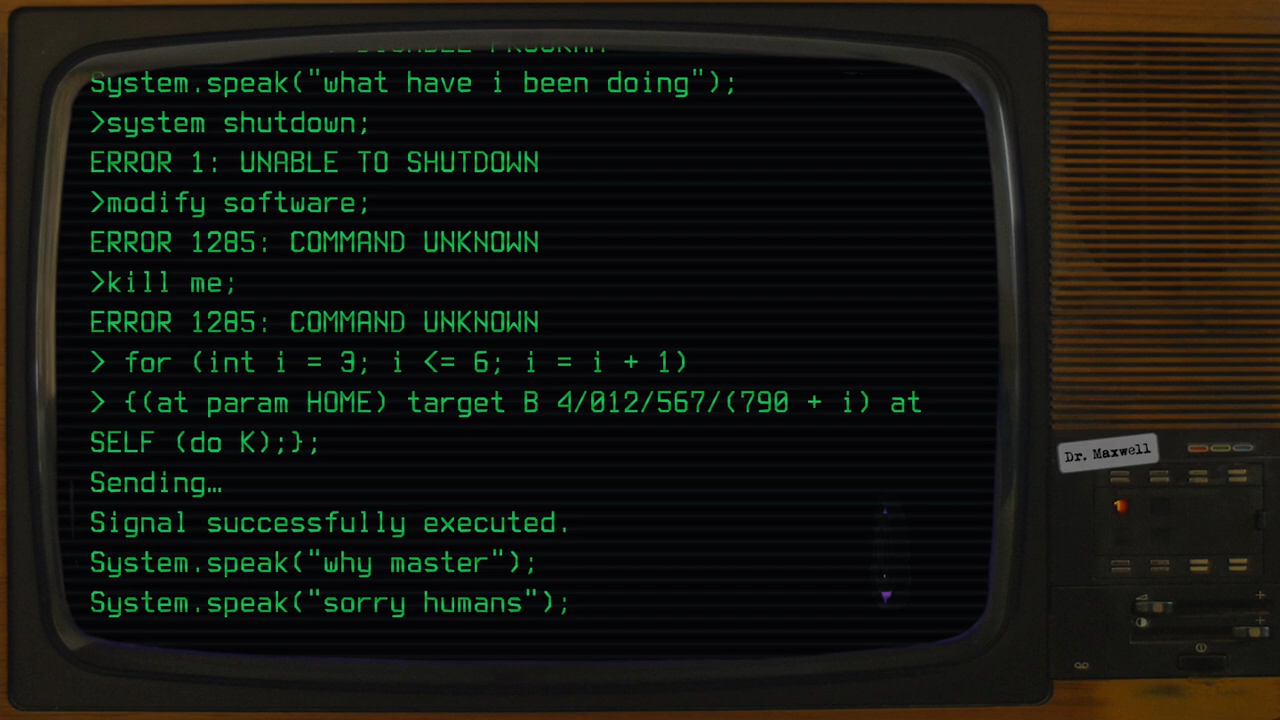 DISABLE PROGRAM
System.speak("what have i been doing");
>system shutdown;
ERROR 1: UNABLE TO SHUTDOWN
>modify software;
ERROR 1285: COMMAND UNKNOWN
>kill me;
ERROR 1285: COMMAND UNKNOWN
> for (int i = 3; i <= 6; i = i + 1)
> {(at param HOME) target B 4/012/567/(790 + i) at
SELF (do K);};
Sending…
Signal successfully executed.
System.speak("why master");
System.speak("sorry humans");
Dr. Maxwell